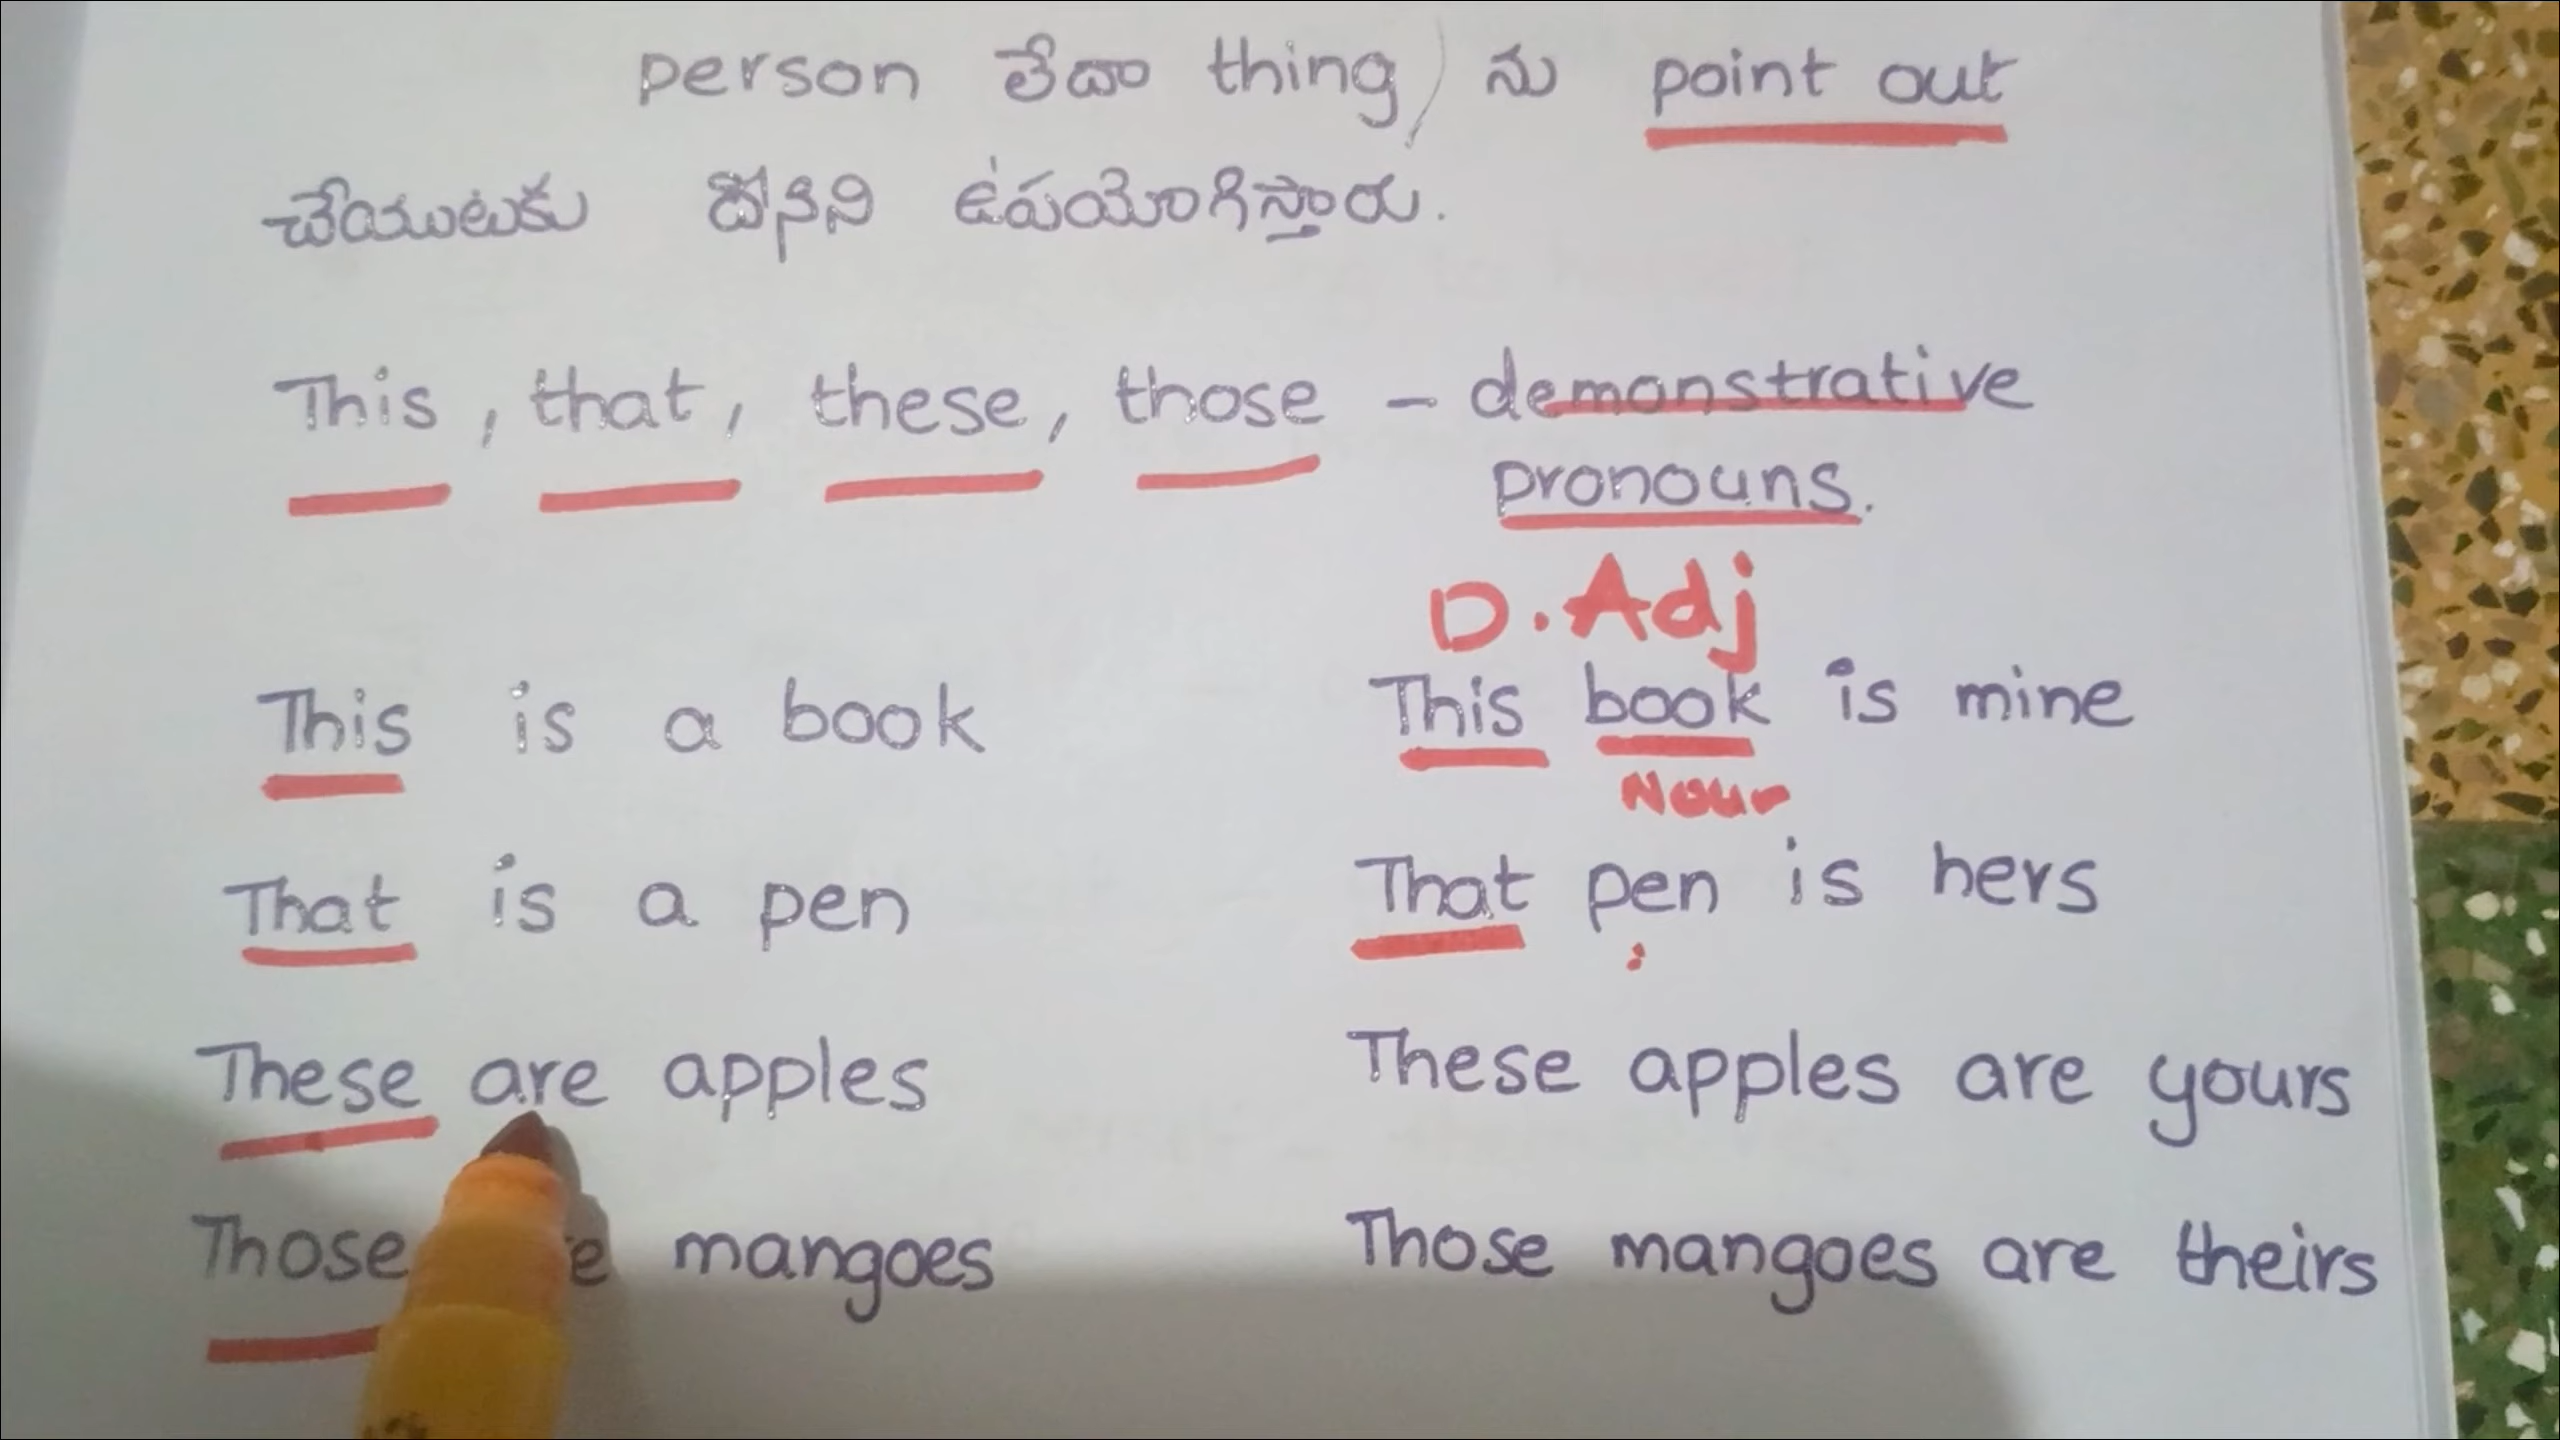 person లేదా thing) ను point out
చేయుటకు దీనిని ఉపయోగిస్తారు.
This, that, these, those - demonstrative
pronouns.
D. Adj
This is a book
This book is mine
Noun
That is a pen
That pen is hers
These are apples
These apples are yours
Those mangoes
Those mangoes are theirs